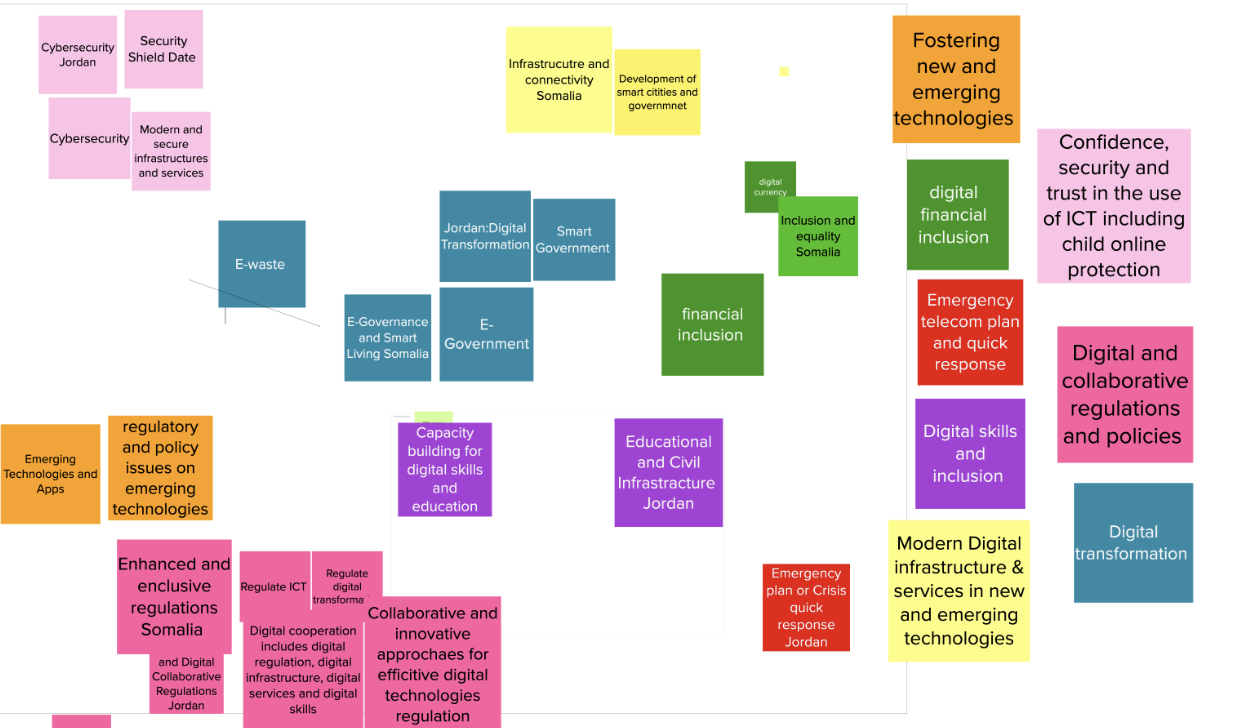 Cybersecurity
Jordan
Security
Shield Date
Cybersecurity
Modern and
secure
infrastructures
and services
Infrastrucutre and
connectivity
Somalia
Development of
smart citities and
governmnet
Fostering
new and
emerging
technologies
Confidence,
security and
trust in the use
of ICT including
child online
protection
digital
currency
Inclusion and
equality
Somalia
digital
financial
inclusion
E-waste
Jordan:Digital
Transformation
Smart
Government
E-Governance
and Smart
Living Somalia
E-
Government
financial
inclusion
Emergency
telecom plan
and quick
response
Digital and
collaborative
regulations
and policies
Emerging
Technologies and
Apps
regulatory
and policy
issues on
emerging
technologies
Capacity
building for
digital skills
and
education
Educational
and Civil
Infrastracture
Jordan
Digital skills
and
inclusion
Digital
transformation
Modern Digital
infrastructure &
services in new
and emerging
technologies
Enhanced and
enclusive
regulations
Somalia
Regulate ICT
Regulate
digital
and Digital
Collaborative
Regulations
Jordan
Digital cooperation
includes digital
regulation, digital
infrastructure, digital
services and digital
skills
Collaborative and
innovative
approchaes for
efficitive digital
technologies
regulation
Emergency
plan or Crisis
quick
response
Jordan